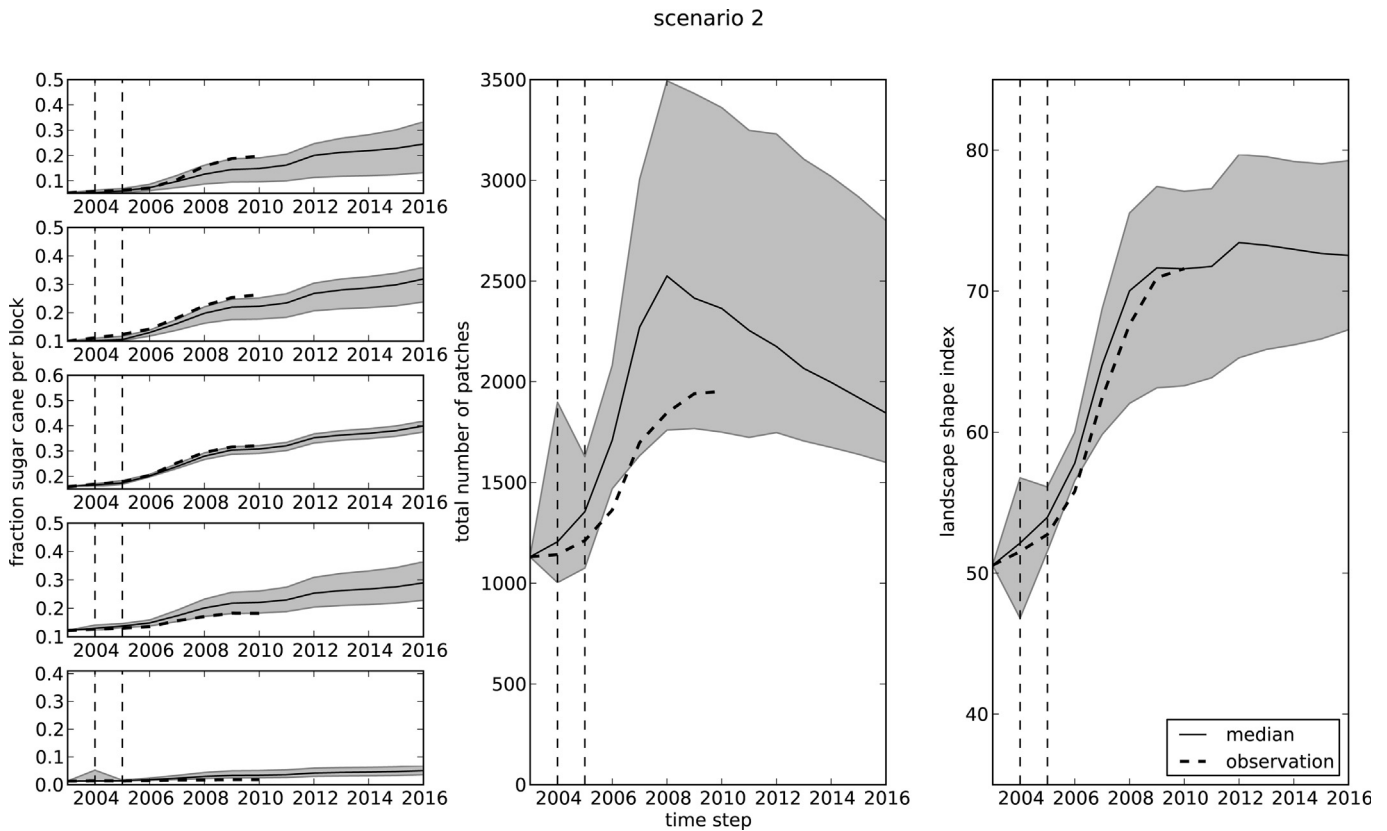 scenario 2
fraction sugar cane per block
0.5
0.4
0.3
0.2
0.1
2004 2006 2008 2010 2012 2014 2016
0.5
0.4
0.3
0.2
0.1
2004 2006 2008 2010 2012 2014 2016
0.6
0.5
0.4
0.3
0.2
2004 2006 2008 2010 2012 2014 2016
0.5
0.4
0.3
0.2
0.1
2004 2006 2008 2010 2012 2014 2016
0.4
0.3
0.2
0.1
0.0
2004 2006 2008 2010 2012 2014 2016
total number of patches
3500
3000
2500
2000
1500
1000
500
0
2004 2006 2008 2010 2012 2014 2016
time step
landscape shape index
80
70
60
50
40
median
observation
2004 2006 2008 2010 2012 2014 2016